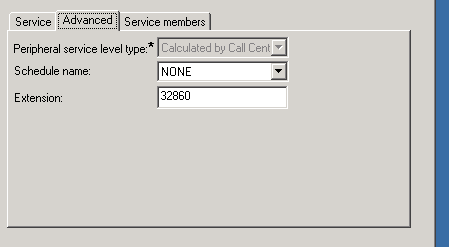 Service Advanced Service members
Peripheral service level type:* Calculated by Call Cent
Schedule name: NONE
Extension: 32860